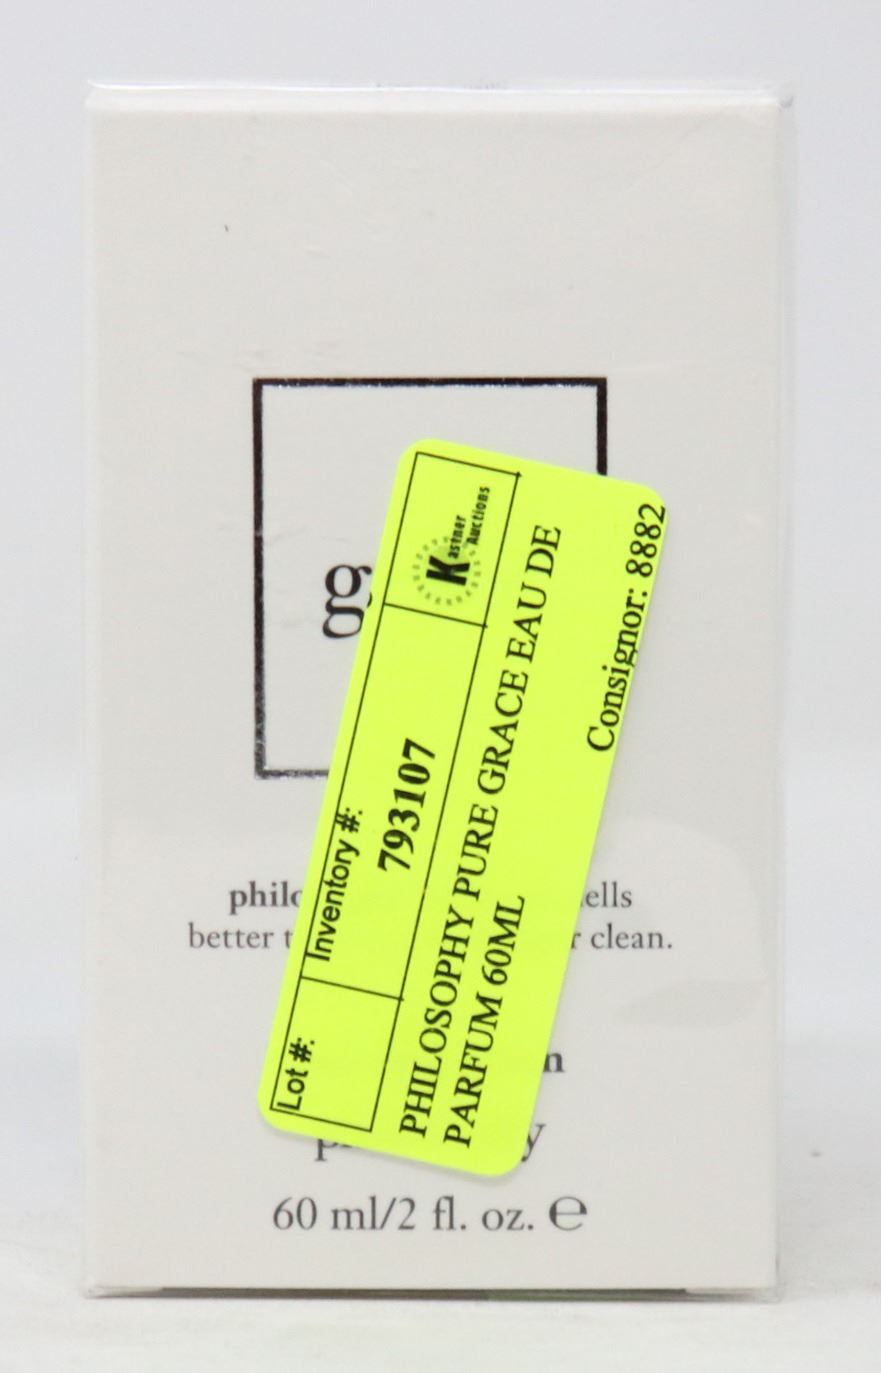 g
philo
ells
better t
r clean.
n
p
y
60 ml/2 fl. oz. ℮
Lot #:
Inventory #:
793107
Kastner
Auctions
PHILOSOPHY PURE GRACE EAU DE
PARFUM 60ML
Consignor: 8882